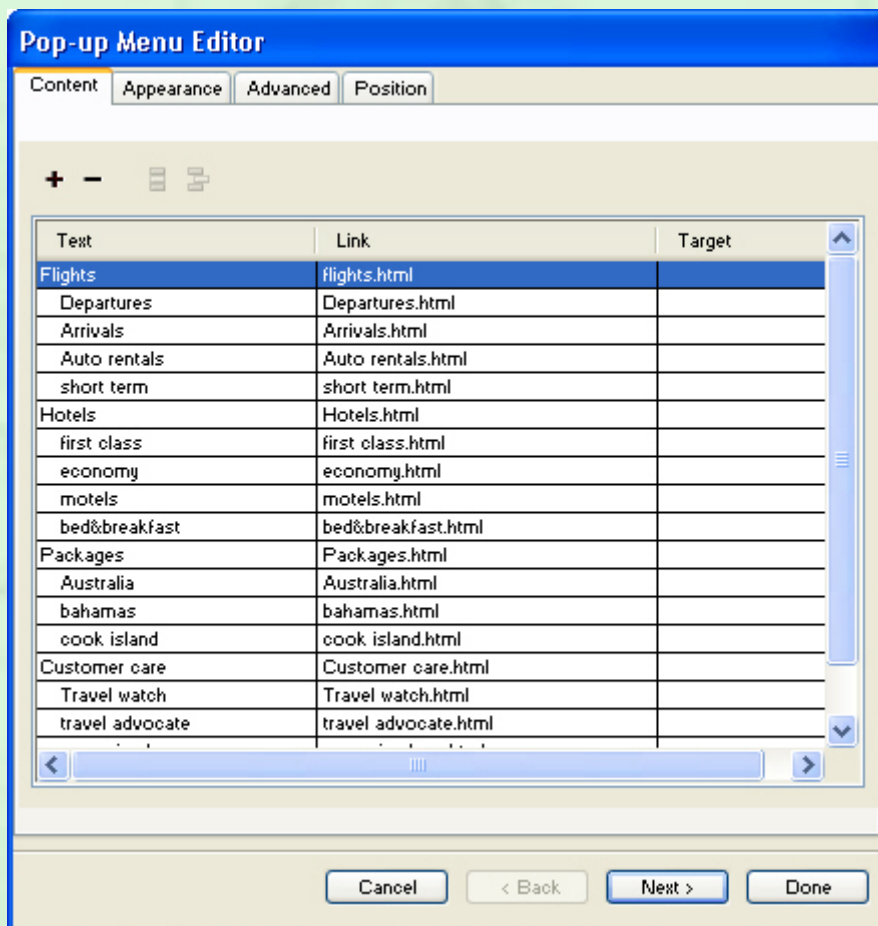 Pop-up Menu Editor
Content Appearance Advanced Position
+ −
Text Link Target
Flights flights.html
Departures Departures.html
Arrivals Arrivals.html
Auto rentals Auto rentals.html
short term short term.html
Hotels Hotels.html
first class first class.html
economy economy.html
motels motels.html
bed&breakfast bed&breakfast.html
Packages Packages.html
Australia Australia.html
bahamas bahamas.html
cook island cook island.html
Customer care Customer care.html
Travel watch Travel watch.html
travel advocate travel advocate.html
Cancel < Back Next > Done